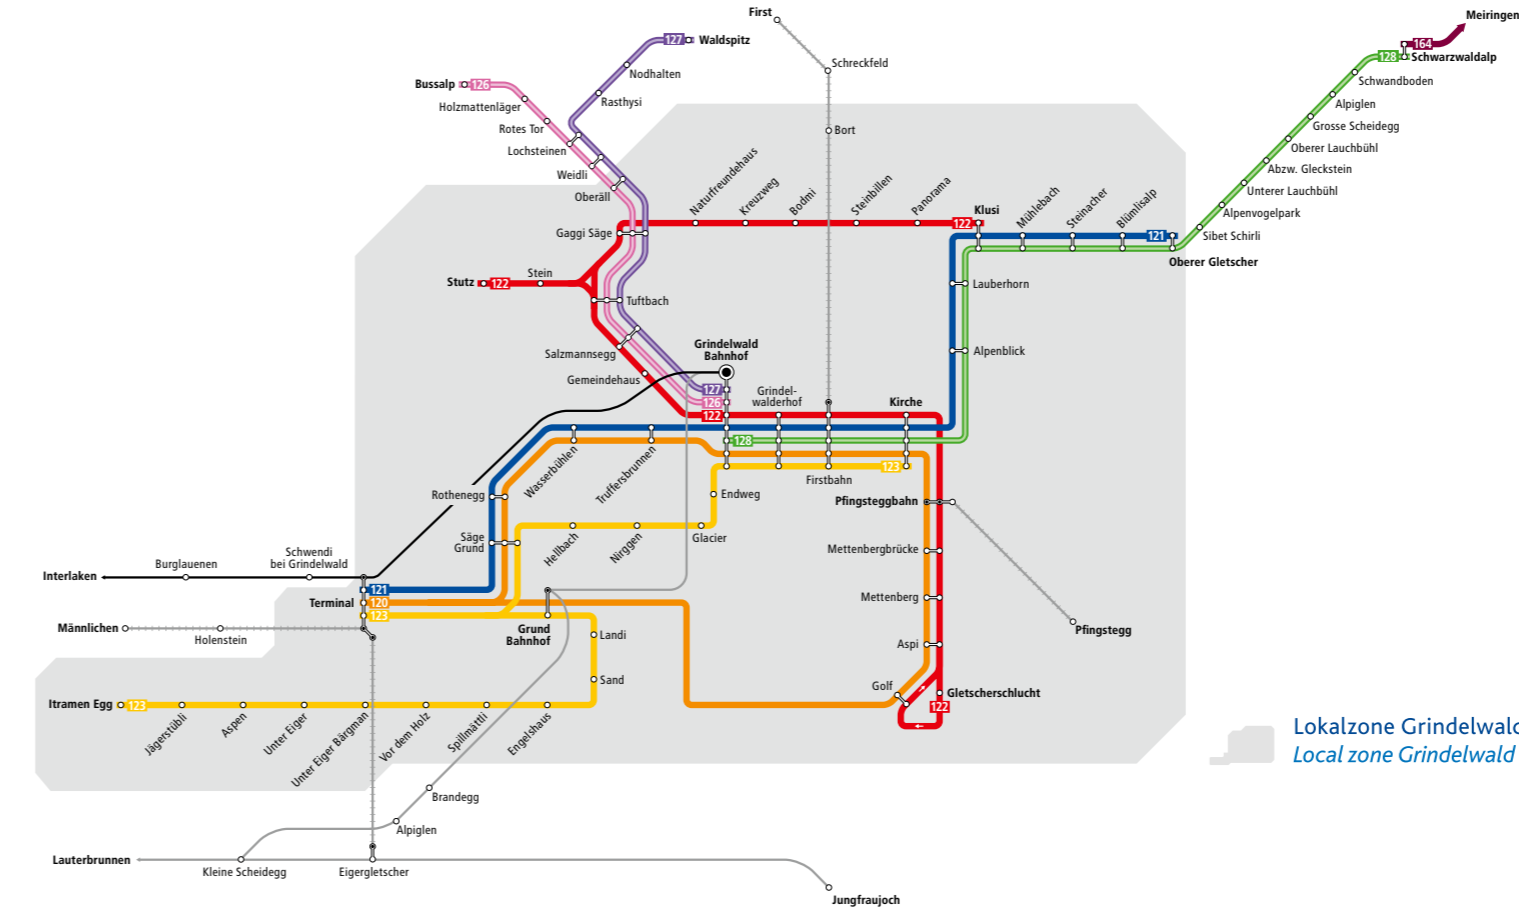 First
Meiringen
127
Waldspitz
164
128
Schwarzwaldalp
Schreckfeld
Nodhalten
Schwandboden
Bussalp
126
Holzmattenläger
Rasthysi
Alpiglen
Rotes Tor
Bort
Grosse Scheidegg
Lochsteinen
Oberer Lauchbühl
Weidli
Abzw. Gleckstein
Oberäll
Unterer Lauchbühl
Naturfreundehaus
Kreuzweg
Bodmi
Steinbillen
Panorama
Klusi
Mühlebach
Steinacher
Blümlisalp
Alpenvogelpark
Gaggi Säge
122
121
Sibet Schirli
Oberer Gletscher
Stutz
122
Stein
Lauberhorn
Tuftbach
Salzmannsegg
Grindelwald
Bahnhof
Alpenblick
Gemeindehaus
127
126
122
Grindel-
walderhof
Kirche
128
123
Wasserbühlen
Truffersbrunnen
Firstbahn
Rothenegg
Endweg
Pfingsteggbahn
Säge
Grund
Hellbach
Nirggen
Glacier
Mettenbergbrücke
Burglauenen
Schwendi
bei Grindelwald
Interlaken
121
Terminal
120
123
Mettenberg
Männlichen
Holenstein
Grund
Bahnhof
Landi
Pfingstegg
Aspi
Sand
Golf
Gletscherschlucht
122
Itramen Egg
123
Jägerstübli
Aspen
Unter Eiger
Unter Eiger Bärgman
Vor dem Holz
Spillmättli
Engelshaus
Lokalzone Grindelwald
Local zone Grindelwald
Brandegg
Alpiglen
Lauterbrunnen
Kleine Scheidegg
Eigergletscher
Jungfraujoch